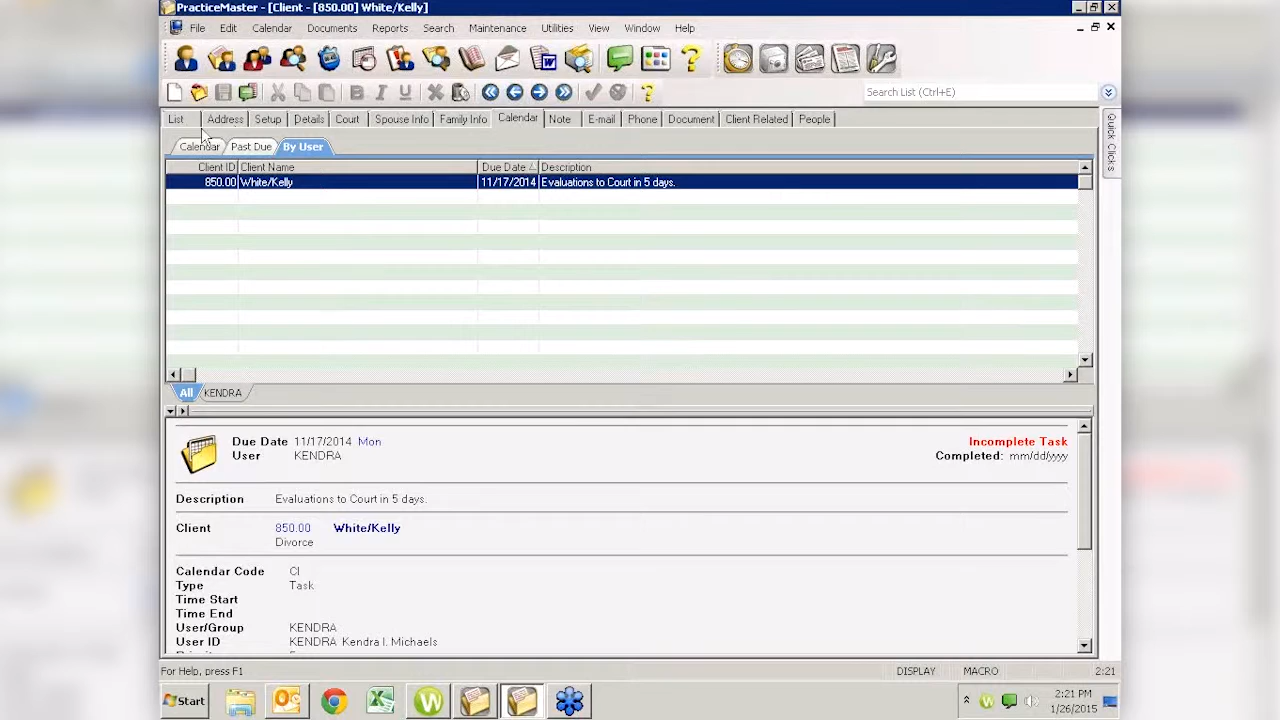 PracticeMaster - [Client - [850.00] White/Kelly]
File Edit Calendar Documents Reports Search Maintenance Utilities View Window Help
Search List (Ctrl+E)
List Address Setup Details Court Spouse Info Family Info Calendar Note E-mail Phone Document Client Related People
Calendar Past Due By User
Quick Clicks
Client ID Client Name Due Date Description
850.00 White/Kelly 11/17/2014 Evaluations to Court in 5 days.
All KENDRA
Due Date 11/17/2014 Mon Incomplete Task
User KENDRA Completed: mm/dd/yyyy
Description Evaluations to Court in 5 days.
Client 850.00 White/Kelly
Divorce
Calendar Code CI
Type Task
Time Start
Time End
User/Group KENDRA
User ID KENDRA Kendra I. Michaels
For Help, press F1 DISPLAY MACRO 2:21
Start 2:21 PM
1/26/2015